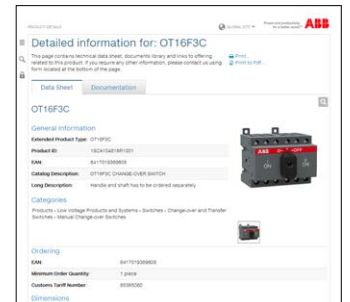 PRODUCT-DETAILS
GLOBAL SITE
Power and productivity
for a better world™
ABB
Detailed information for: OT16F3C
This page contains technical data sheet, documents library and links to offering
related to this product. If you require any other information, please contact us using
form located at the bottom of the page.
Print
Print to Pdf...
Data Sheet
Documentation
OT16F3C
General Information
Extended Product Type: OT16F3C
Product ID:
EAN: 6417019389806
Catalog Description: OT16F3C CHANGE-OVER SWITCH
Long Description: Handle and shaft has to be ordered separately
ABB
Categories
Products › Low Voltage Products and Systems › Switches › Change-over and Transfer
Switches › Manual Change-over Switches
Ordering
EAN: 6417019389806
Minimum Order Quantity: 1 piece
Customs Tariff Number:
Dimensions